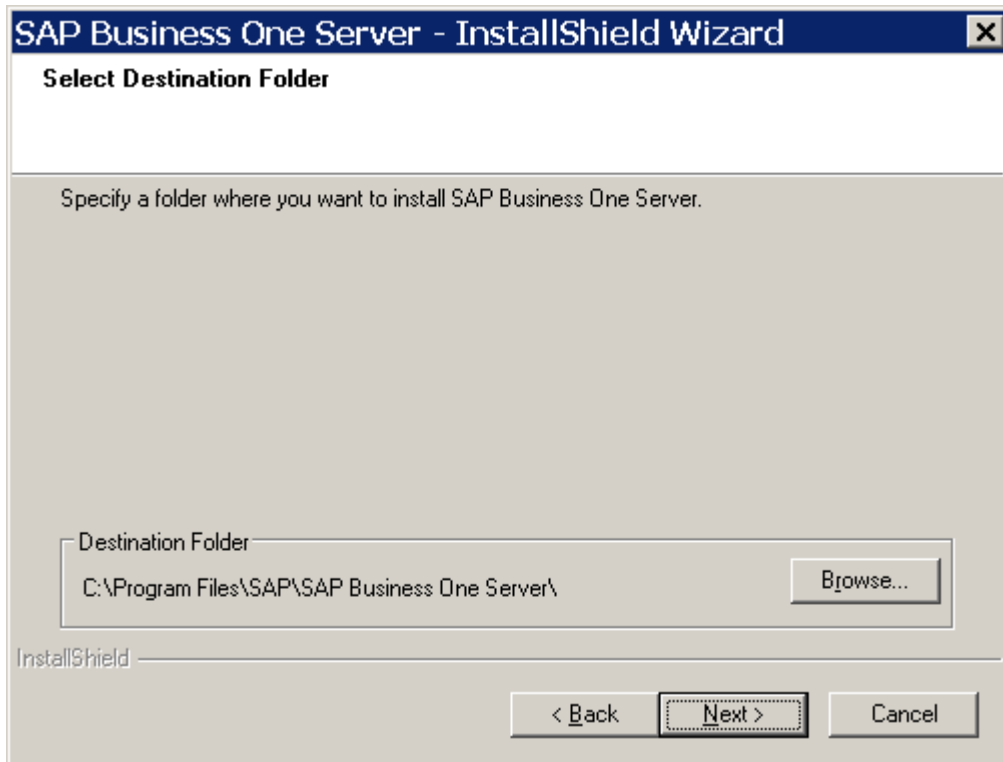 SAP Business One Server - InstallShield Wizard
Select Destination Folder
Specify a folder where you want to install SAP Business One Server.
Destination Folder
C:\Program Files\SAP\SAP Business One Server\
Browse...
InstallShield
< Back
Next >
Cancel